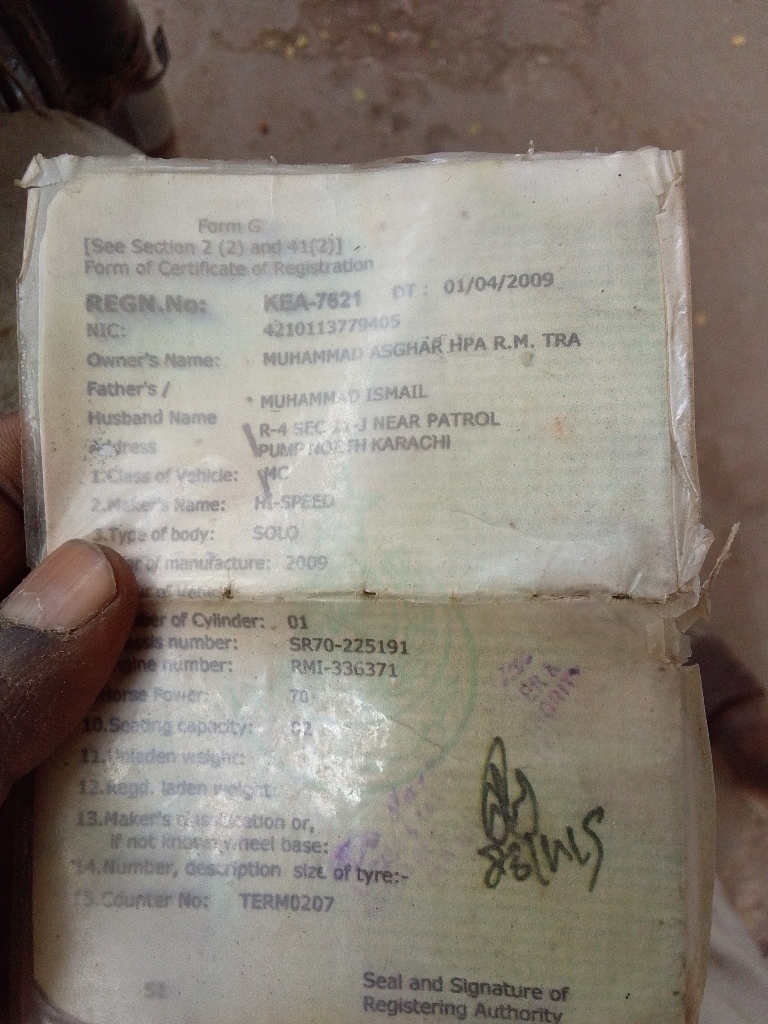 Form G
[See Section 2 (2) and 41(2)]
Form of Certificate of Registration
REGN.No: KEA-7621 DT : 01/04/2009
NIC: 4210113779405
Owner's Name: MUHAMMAD ASGHAR HPA R.M. TRA
Father's / MUHAMMAD ISMAIL
Husband Name
R-4 SEC J NEAR PATROL
Address PUMP NORTH KARACHI
1.Class of Vehicle: MC
2.Maker's Name: HI-SPEED
3.Type of body: SOLO
of manufacture: 2009
of Cylinder: 01
number: SR70-225191
number: RMI-336371
Horse Power: 70
10.Seating capacity: 02
11.Unladen weight:
12.Regd. laden weight:
13.Maker's classification or,
if not known wheel base:
14.Number, description size of tyre:-
15.Counter No: TERM0207
Seal and Signature of
Registering Authority